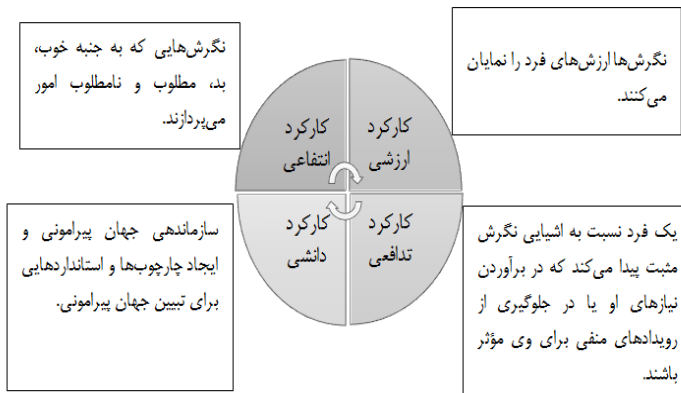 نگرش‌ها ارزش‌های فرد را نمایان
می‌کنند.
نگرش‌هایی که به جنبه خوب،
بد، مطلوب و نامطلوب امور
می‌پردازند.
کارکرد
ارزشی
کارکرد
انتفاعی
کارکرد
تدافعی
کارکرد
دانشی
یک فرد نسبت به اشیایی نگرش
مثبت پیدا می‌کند که در برآوردن
نیازهای او یا در جلوگیری از
رویدادهای منفی برای وی مؤثر
باشند.
سازماندهی جهان پیرامونی و
ایجاد چارچوب‌ها و استانداردهایی
برای تبیین جهان پیرامونی.